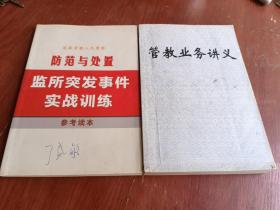 防范与处置
监所突发事件
实战训练
参考读本
管教业务讲义